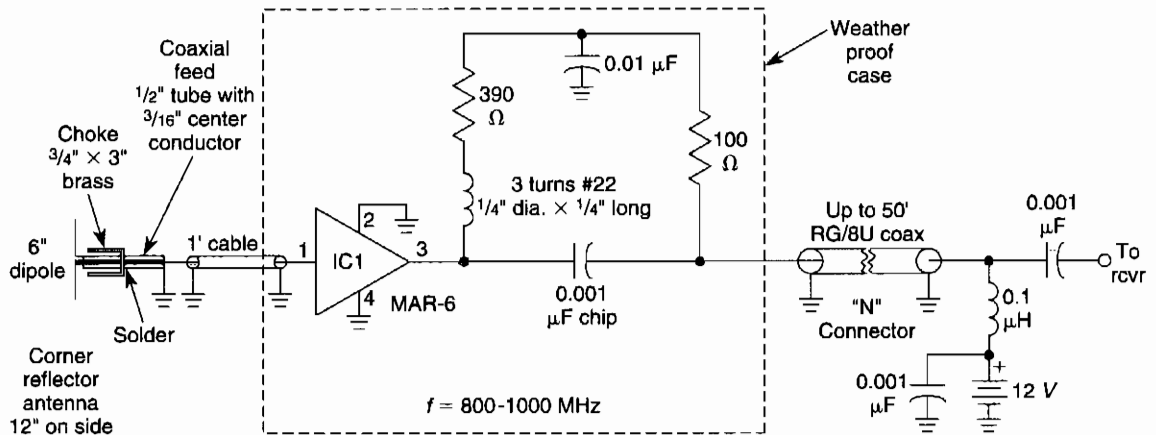 Coaxial
feed
1/2" tube with
3/16" center
conductor
Choke
3/4" × 3"
brass
6"
dipole
1' cable
Solder
Corner
reflector
antenna
12" on side
1
IC1
2
3
4
MAR-6
390
Ω
3 turns #22
1/4" dia. × 1/4" long
0.01 μF
100
Ω
0.001
μF chip
f = 800-1000 MHz
Weather
proof
case
Up to 50'
RG/8U coax
"N"
Connector
0.001
μF
To
rcvr
0.1
μH
0.001
μF
+
12 V